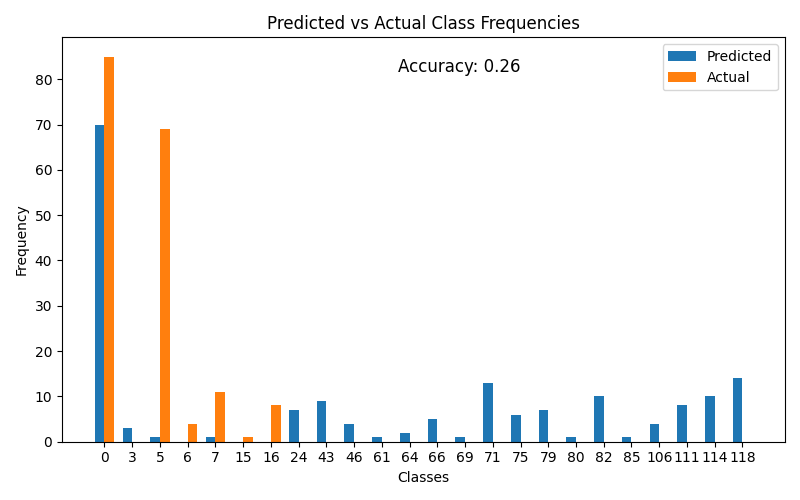 Predicted vs Actual Class Frequencies
Accuracy: 0.26
Predicted
Actual
80
70
60
50
40
30
20
10
0
Frequency
0 3 5 6 7 15 16 24 43 46 61 64 66 69 71 75 79 80 82 85 106 111 114 118
Classes